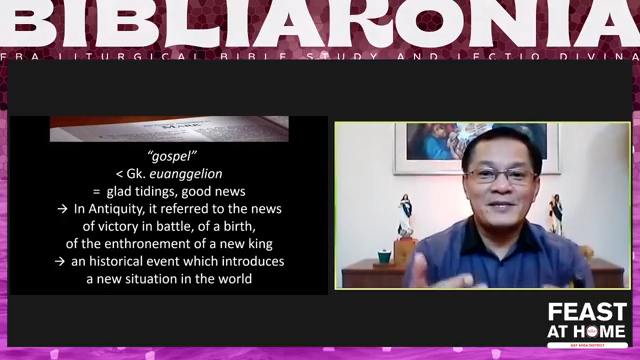 BIBLIAKONIA
FBA LITURGICAL BIBLE STUDY AND LECTIO DIVINA
MARK
"gospel"
< Gk. euanggelion
= glad tidings, good news
→ In Antiquity, it referred to the news
of victory in battle, of a birth,
of the enthronement of a new king
→ an historical event which introduces
a new situation in the world
FEAST
AT HOME